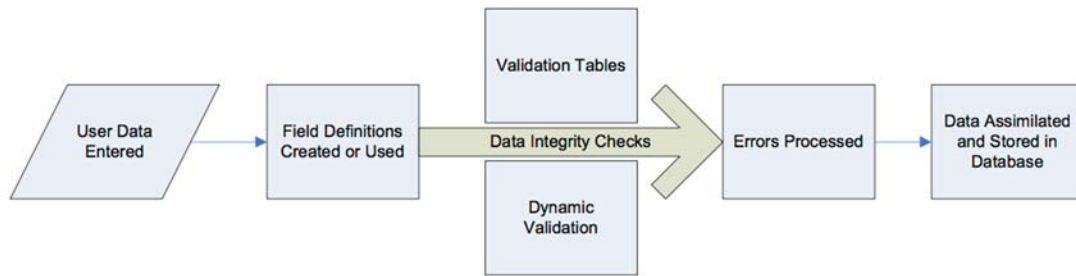 User Data
Entered
Field Definitions
Created or Used
Validation Tables
Data Integrity Checks
Dynamic
Validation
Errors Processed
Data Assimilated
and Stored in
Database